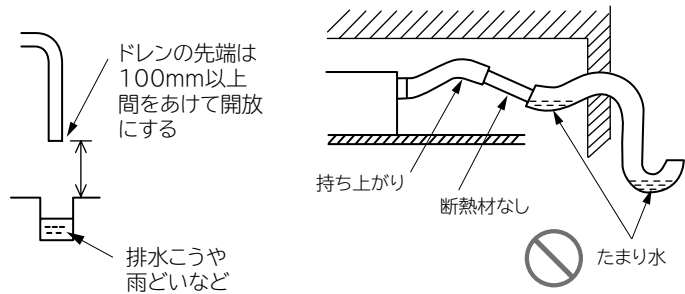 ドレンの先端は
100mm以上
間をあけて開放
にする
排水こうや
雨どいなど
持ち上がり
断熱材なし
たまり水